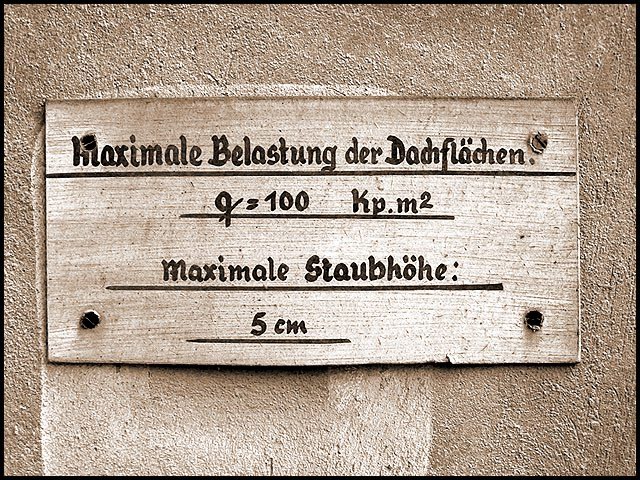 Maximale Belastung der Dachflächen:
q = 100 Kp.m²
Maximale Staubhöhe:
5 cm